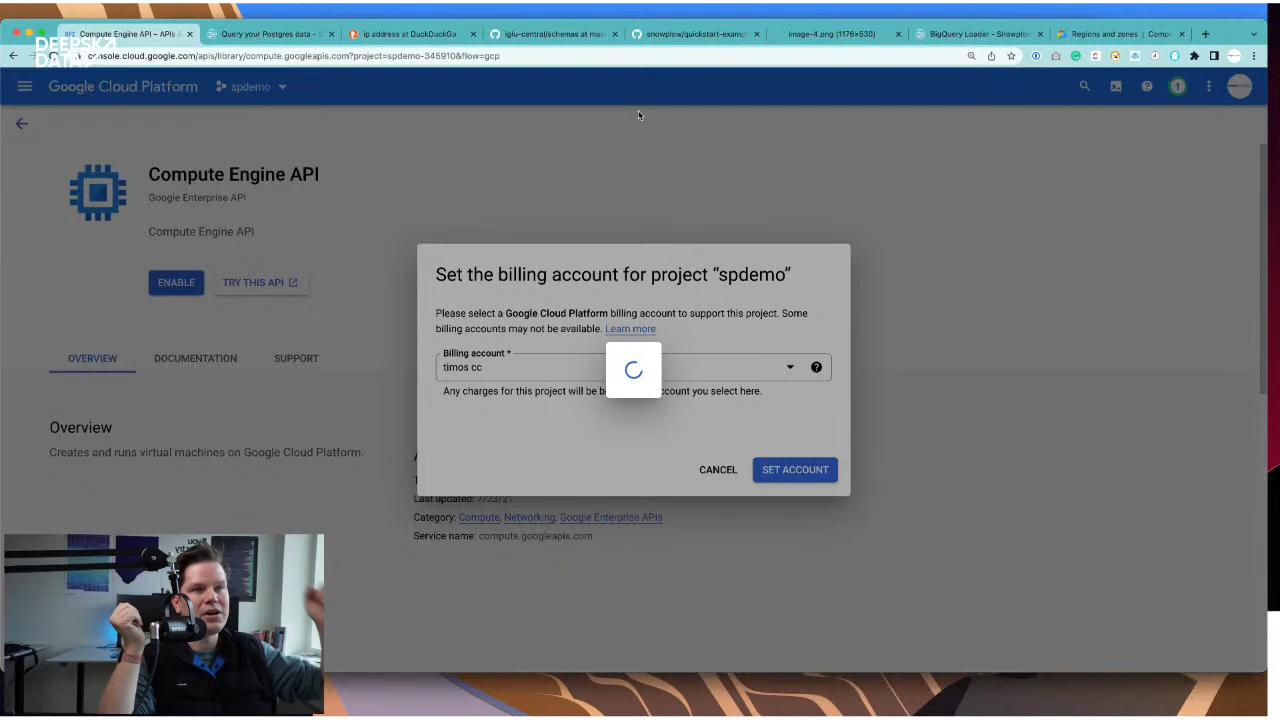 Compute Engine API – APIs &
Query your Postgres data – S
ip address at DuckDuckGo
iglu-central/schemas at mas
snowplow/quickstart-exampl
image-4.png (1176×530)
BigQuery Loader – Snowplow
Regions and zones | Compu
DEEPSKY
DATA
console.cloud.google.com/apis/library/compute.googleapis.com?project=spdemo-345910&flow=gcp
Google Cloud Platform
spdemo
1
Compute Engine API
Google Enterprise API
Compute Engine API
ENABLE
TRY THIS API
OVERVIEW
DOCUMENTATION
SUPPORT
Overview
Creates and runs virtual machines on Google Cloud Platform.
Set the billing account for project “spdemo”
Please select a Google Cloud Platform billing account to support this project. Some
billing accounts may not be available. Learn more
Billing account *
timos cc
Any charges for this project will be bi ccount you select here.
CANCEL
SET ACCOUNT
Last updated: 7/23/21
Category: Compute, Networking, Google Enterprise APIs
Service name: compute.googleapis.com